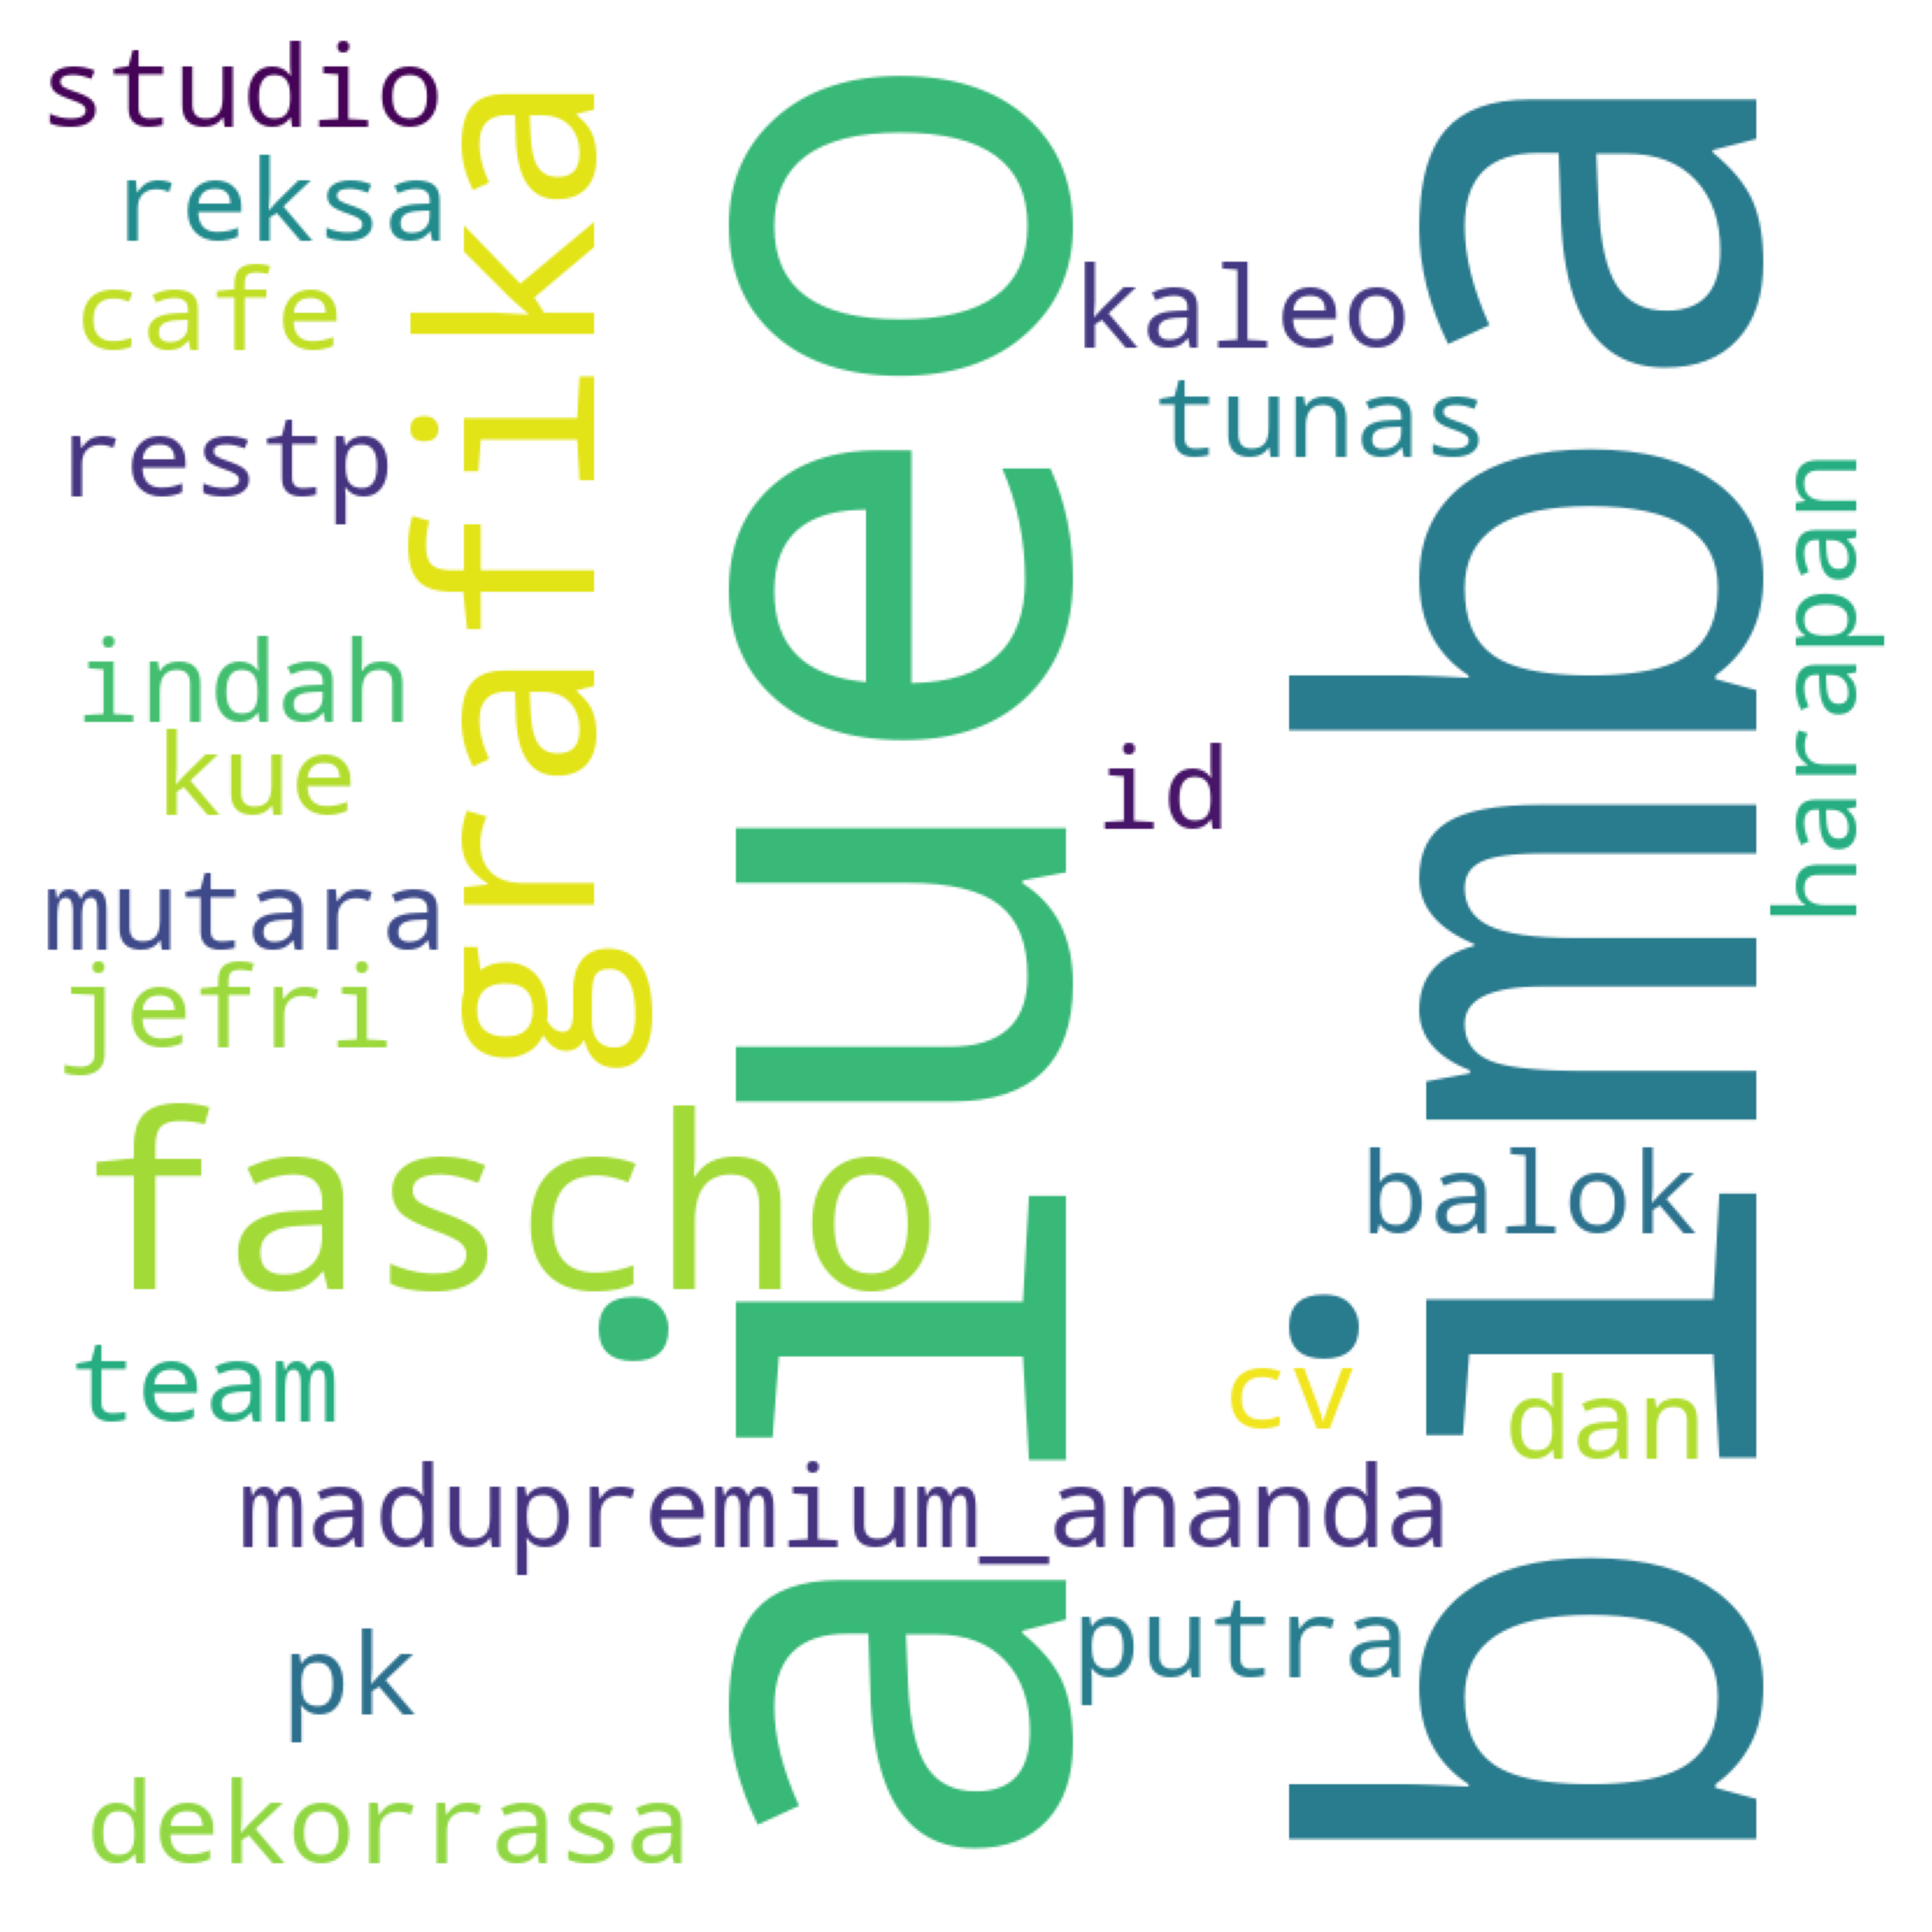 studio
reksa
cafe
grafika
aiueo
kaleo
bimba
tunas
restp
harapan
indah
kue
id
mutara
jefri
fascho
balok
team
cv
dan
madupremium_ananda
putra
pk
dekorrasa